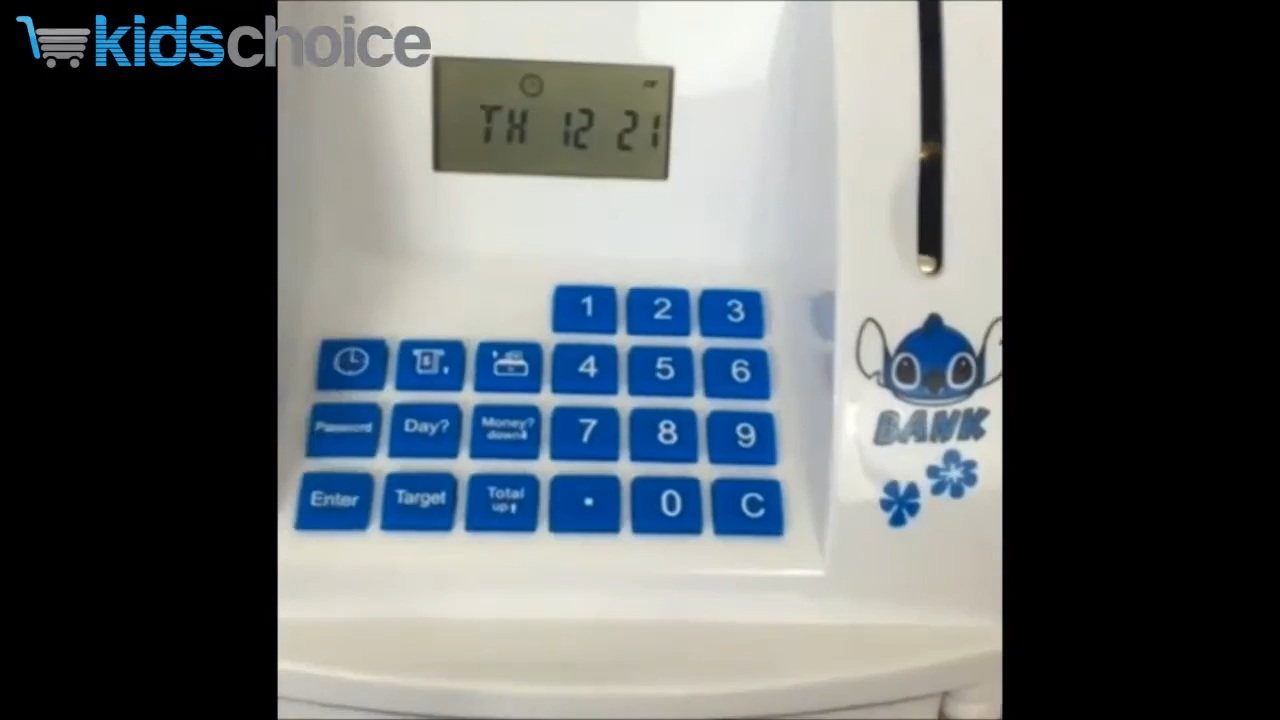 kidschoice
TH 12 21
1 2 3
4 5 6
Password Day? Money? down 7 8 9
Enter Target Total up . 0 C
BANK